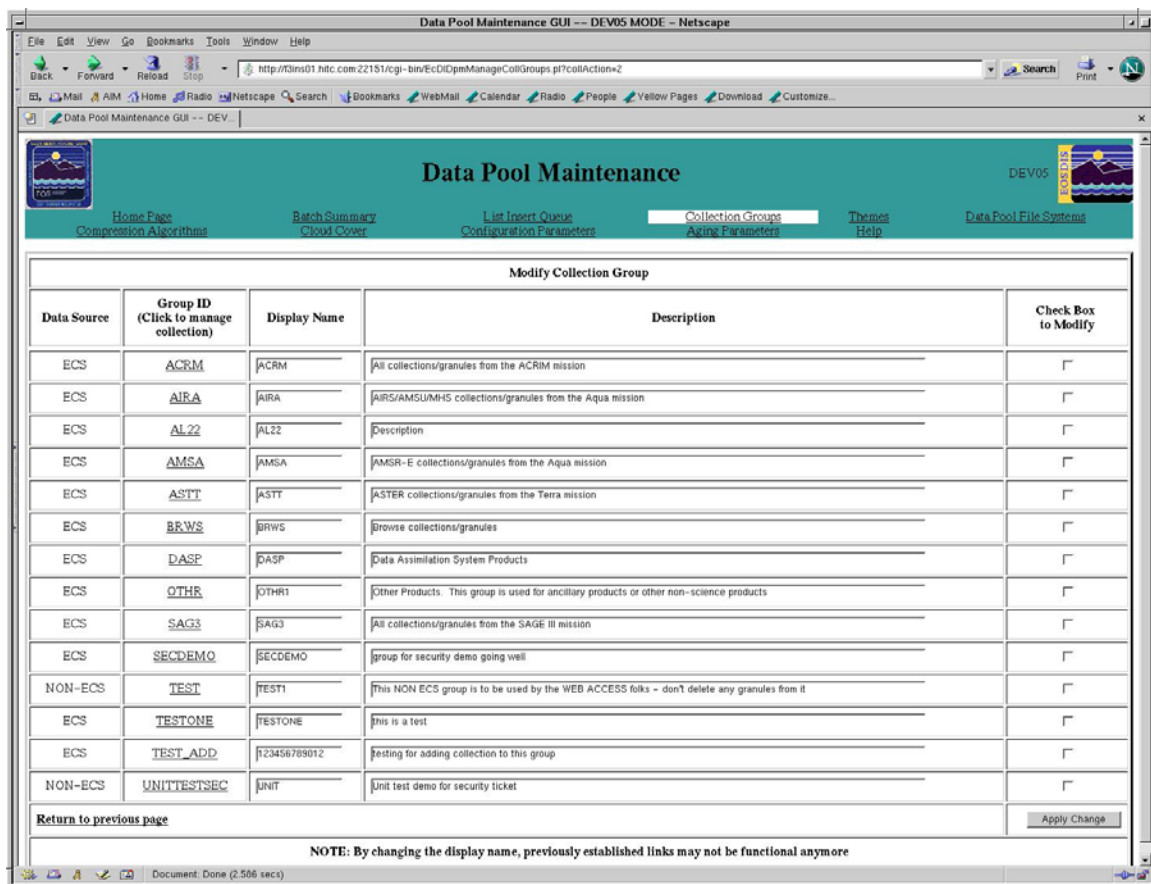 Data Pool Maintenance GUI -- DEV05 MODE - Netscape
File Edit View Go Bookmarks Tools Window Help
Back Forward Reload Stop http://f3ins01.hitc.com:22151/cgi-bin/EcDlDpmManageCollGroups.pl?collAction=2 Search Print N
Mail AIM Home Radio Netscape Search Bookmarks WebMail Calendar Radio People Yellow Pages Download Customize...
Data Pool Maintenance GUI -- DEV...
Data Pool Maintenance DEV05 EOSDIS
Home Page Batch Summary List Insert Queue Collection Groups Themes Data Pool File Systems
Compression Algorithms Cloud Cover Configuration Parameters Aging Parameters Help
Modify Collection Group
Data Source Group ID (Click to manage collection) Display Name Description Check Box to Modify
ECS ACRM ACRM All collections/granules from the ACRIM mission
ECS AIRA AIRA AIRS/AMSU/MHS collections/granules from the Aqua mission
ECS AL22 AL22 Description
ECS AMSA AMSA AMSR-E collections/granules from the Aqua mission
ECS ASTT ASTT ASTER collections/granules from the Terra mission
ECS BRWS BRWS Browse collections/granules
ECS DASP DASP Data Assimilation System Products
ECS OTHR OTHR1 Other Products. This group is used for ancillary products or other non-science products
ECS SAG3 SAG3 All collections/granules from the SAGE III mission
ECS SECDEMO SECDEMO group for security demo going well
NON-ECS TEST TEST1 This NON ECS group is to be used by the WEB ACCESS folks - don't delete any granules from it
ECS TESTONE TESTONE this is a test
ECS TEST_ADD 123456789012 testing for adding collection to this group
NON-ECS UNITTESTSEC UNIT Unit test demo for security ticket
Return to previous page Apply Change
NOTE: By changing the display name, previously established links may not be functional anymore
Document: Done (2.586 secs)